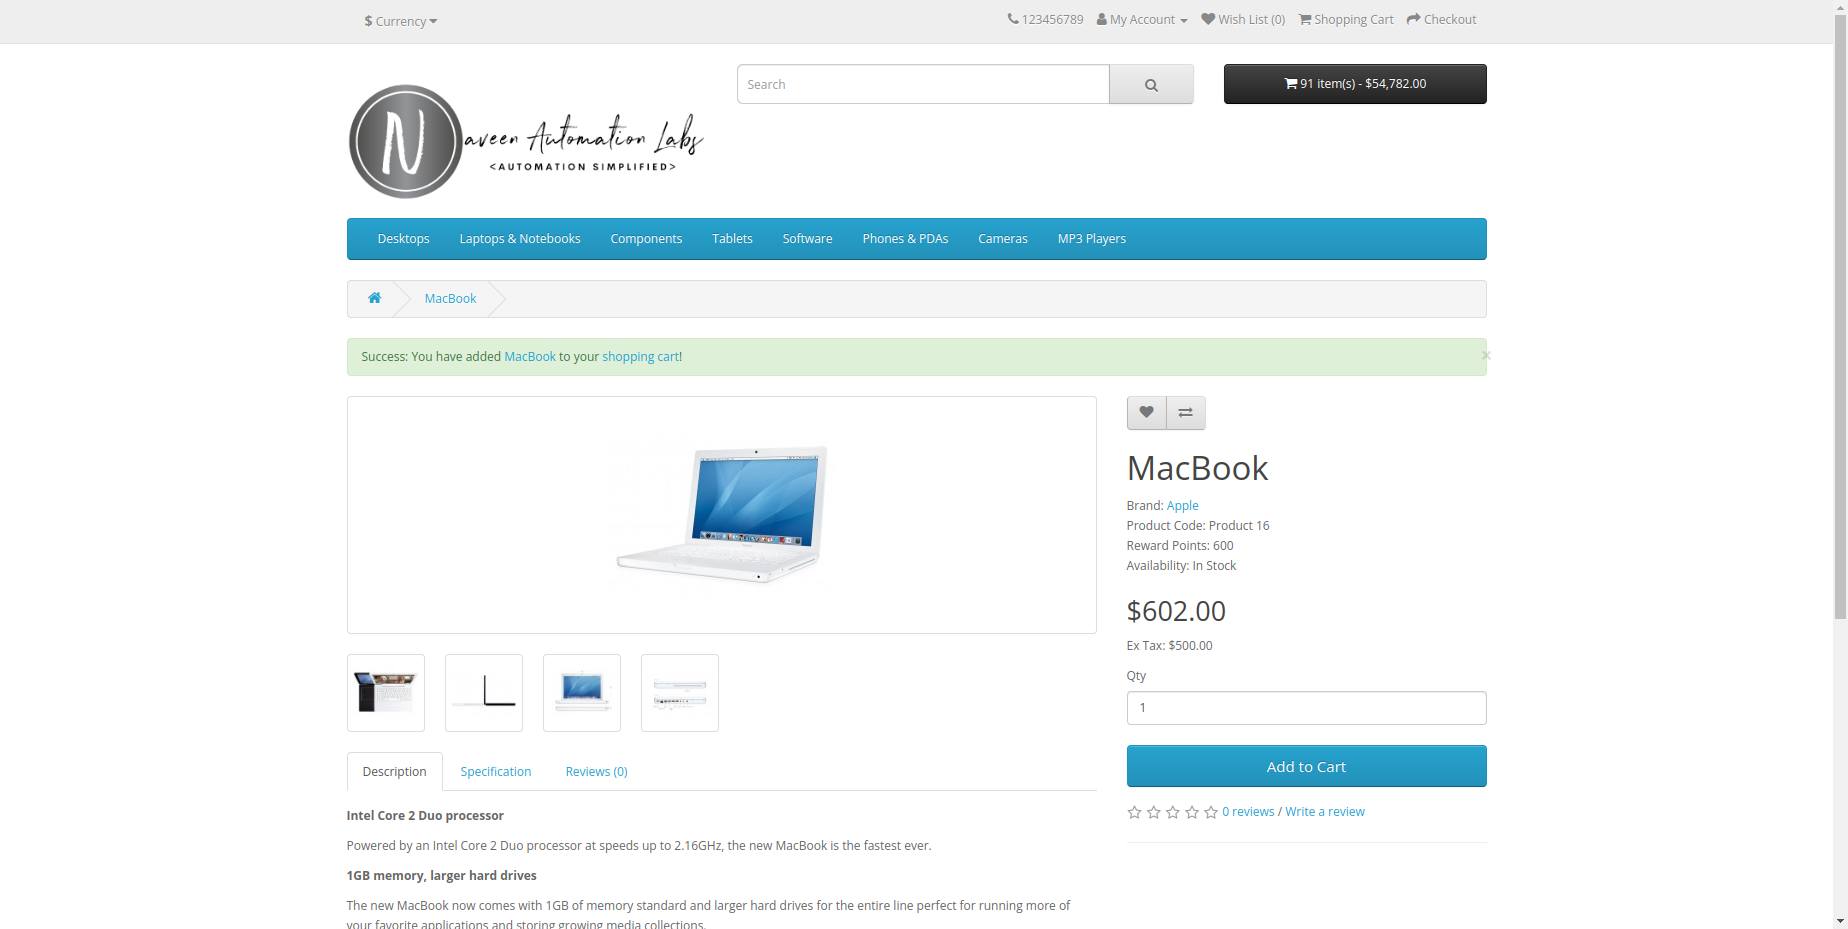 $ Currency
123456789 My Account Wish List (0) Shopping Cart Checkout
N
aveen Automation Labs
<AUTOMATION SIMPLIFIED>
Search
91 item(s) - $54,782.00
Desktops Laptops & Notebooks Components Tablets Software Phones & PDAs Cameras MP3 Players
MacBook
Success: You have added MacBook to your shopping cart!
×
MacBook
Brand: Apple
Product Code: Product 16
Reward Points: 600
Availability: In Stock
$602.00
Ex Tax: $500.00
Qty
1
Add to Cart
0 reviews / Write a review
Description Specification Reviews (0)
Intel Core 2 Duo processor
Powered by an Intel Core 2 Duo processor at speeds up to 2.16GHz, the new MacBook is the fastest ever.
1GB memory, larger hard drives
The new MacBook now comes with 1GB of memory standard and larger hard drives for the entire line perfect for running more of
your favorite applications and storing growing media collections.